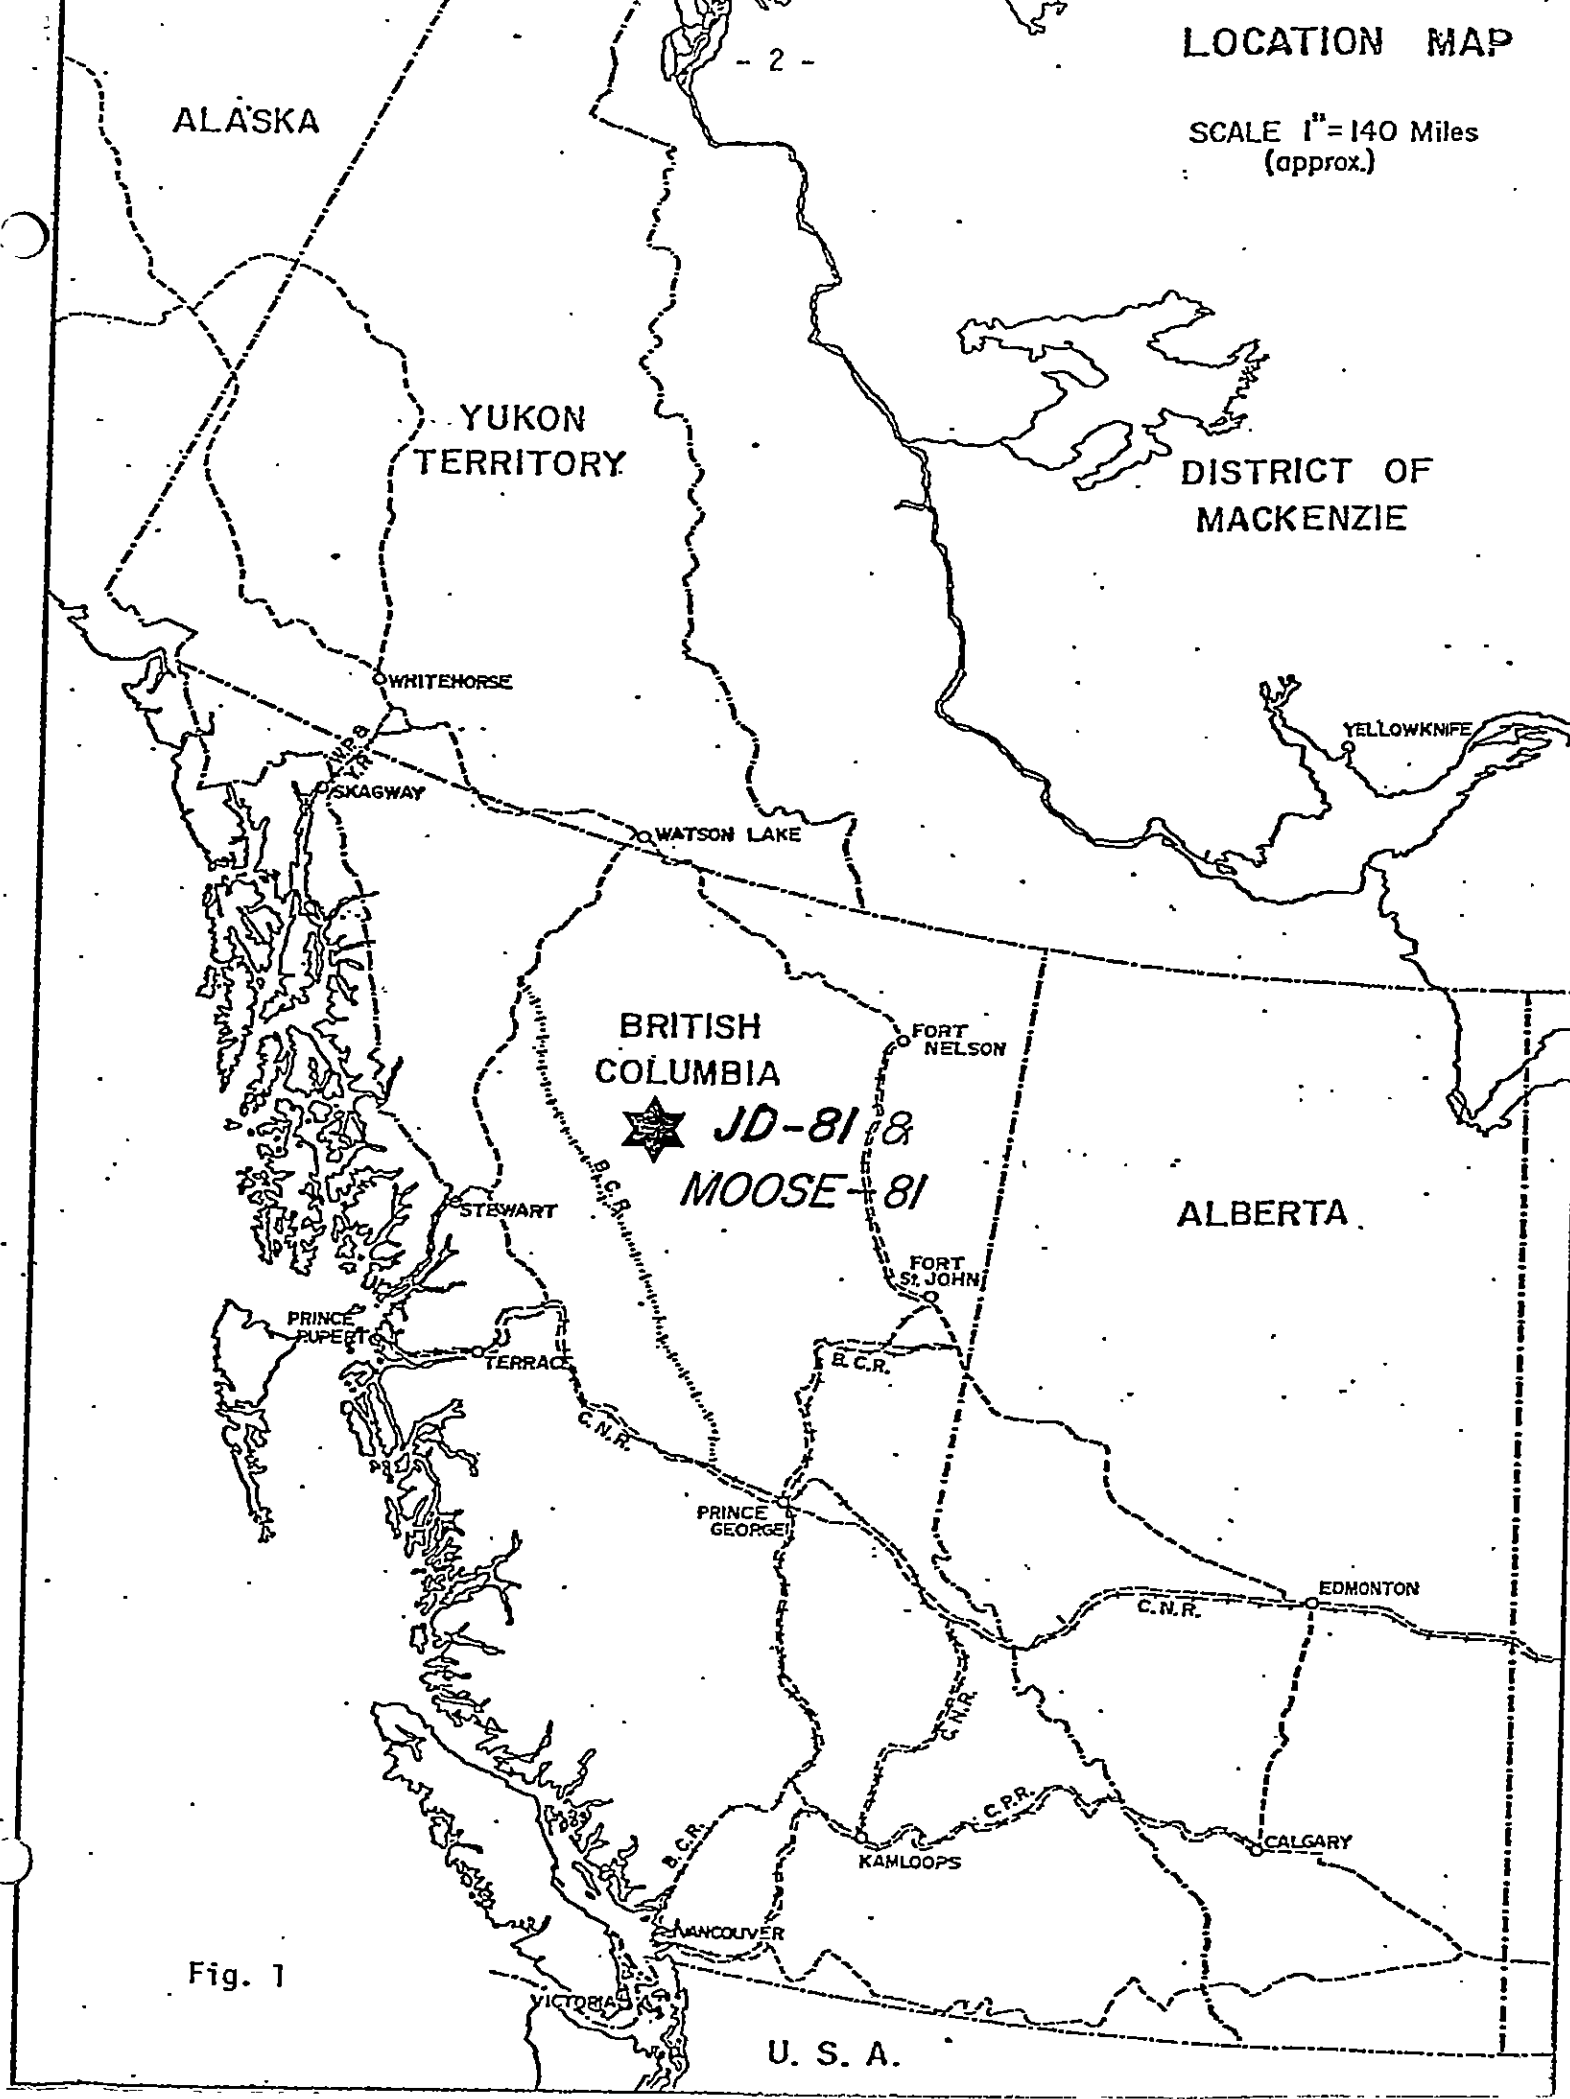 - 2 -
LOCATION MAP
SCALE 1"= 140 Miles
(approx.)
ALASKA
YUKON
TERRITORY
DISTRICT OF
MACKENZIE
WHITEHORSE
W.P. &
Y.R.
SKAGWAY
YELLOWKNIFE
WATSON LAKE
BRITISH
COLUMBIA
FORT
NELSON
JD-81 &
MOOSE-81
B.C.R.
STEWART
ALBERTA
FORT
St. JOHN
PRINCE
RUPERT
TERRACE
B.C.R.
C.N.R.
PRINCE
GEORGE
EDMONTON
C.N.R.
C.N.R.
C.P.R.
B.C.R.
KAMLOOPS
CALGARY
VANCOUVER
Fig. 1
VICTORIA
U. S. A.